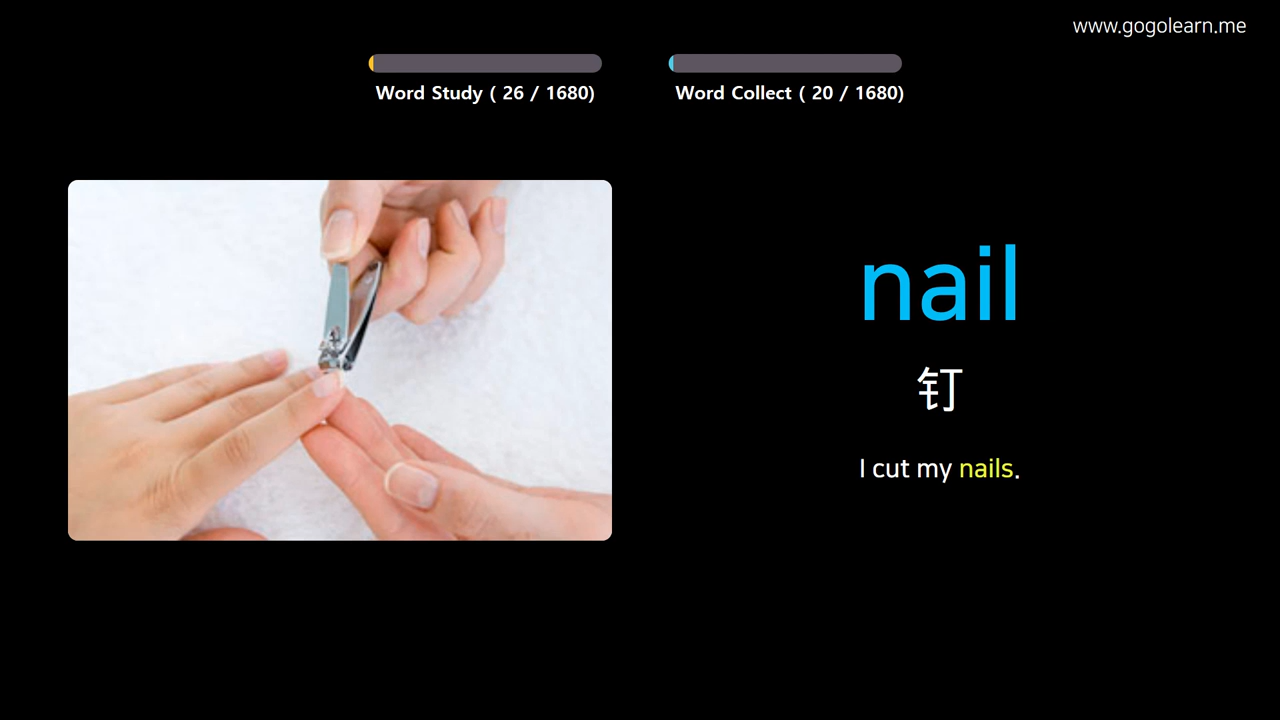 www.gogolearn.me
Word Study ( 26 / 1680)
Word Collect ( 20 / 1680)
nail
钉
I cut my nails.